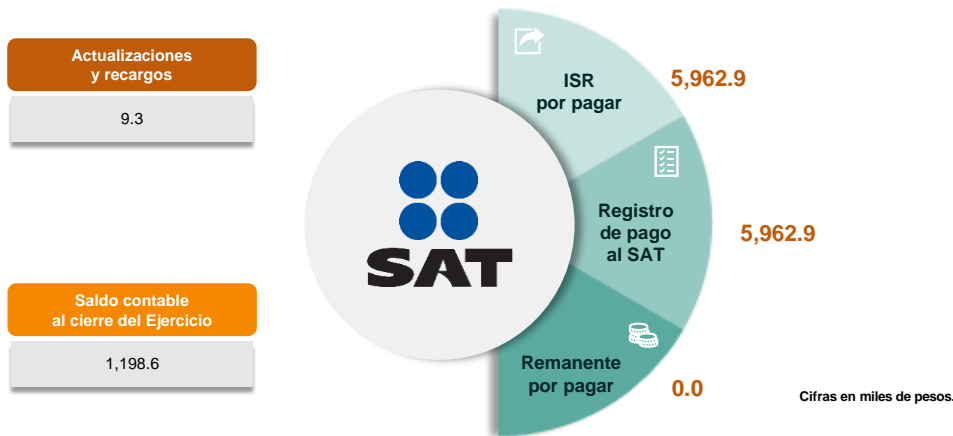 Actualizaciones
y recargos
9.3
Saldo contable
al cierre del Ejercicio
1,198.6
SAT
ISR
por pagar
5,962.9
Registro
de pago
al SAT
5,962.9
Remanente
por pagar
0.0
Cifras en miles de pesos.